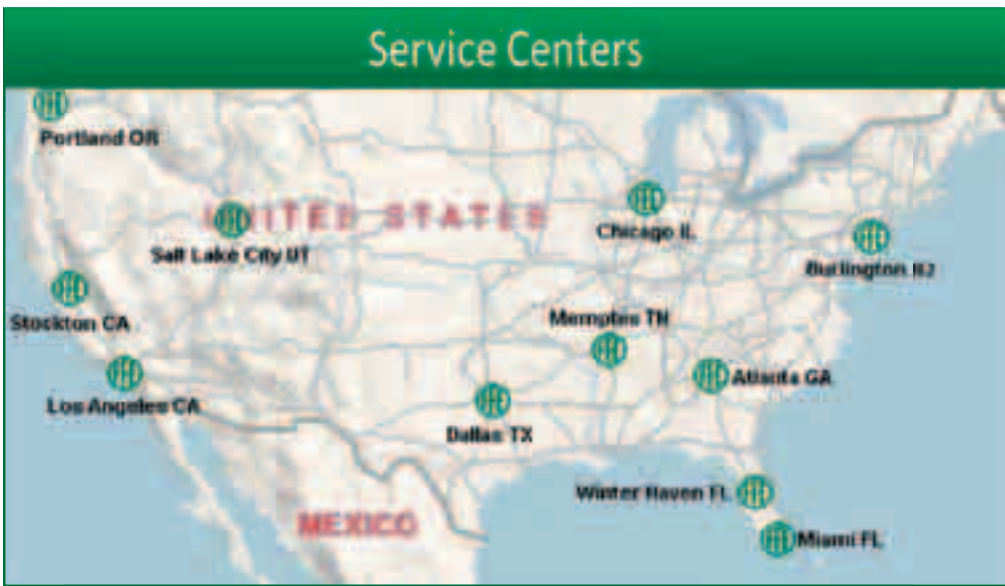 Service Centers
Portland OR
UNITED STATES
Chicago IL
Salt Lake City UT
Burlington NJ
Stockton CA
Memphis TN
Atlanta GA
Los Angeles CA
Dallas TX
Winter Haven FL
MEXICO
Miami FL